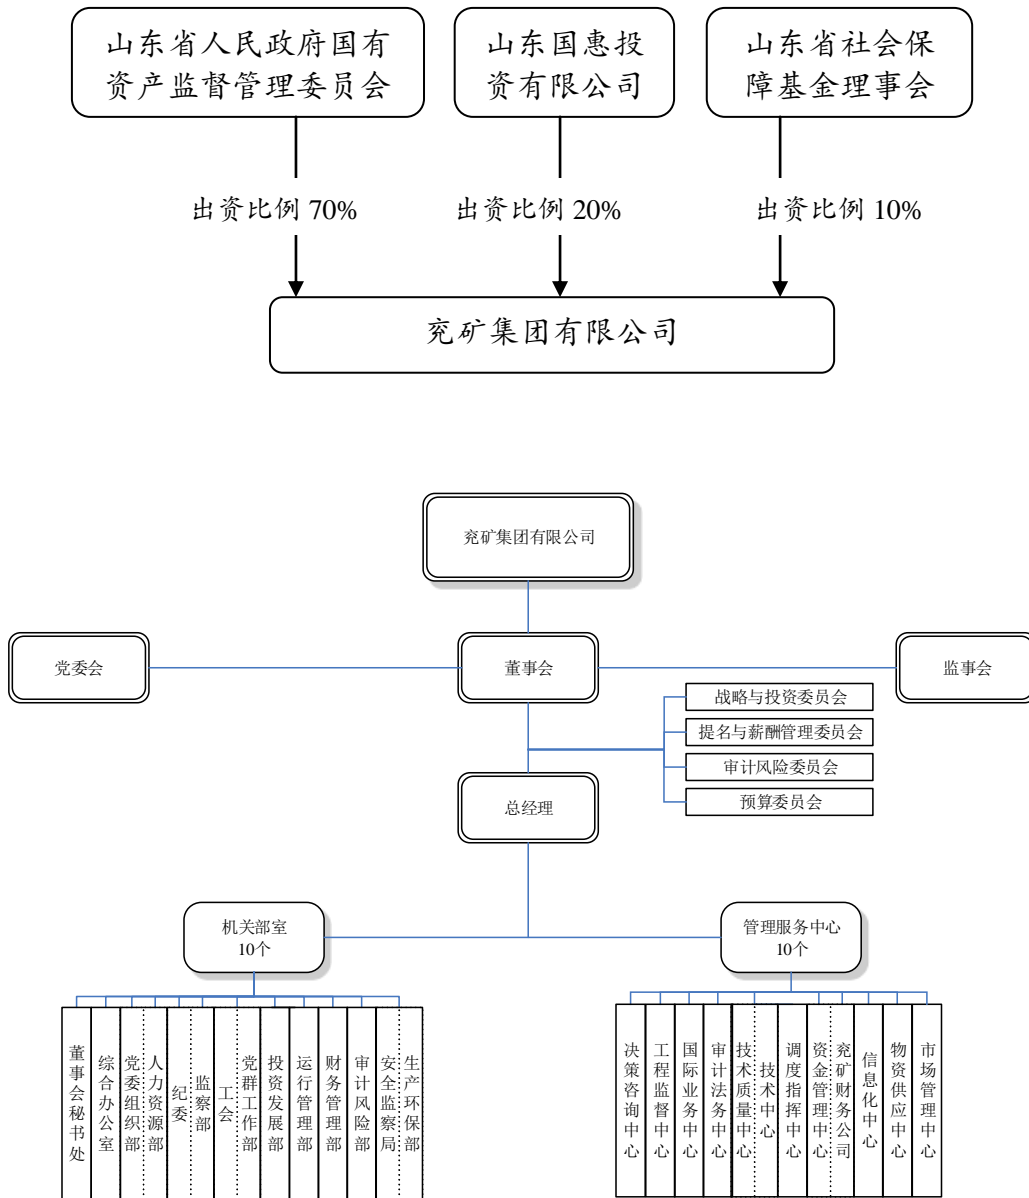 山东省人民政府国有
资产监督管理委员会
山东国惠投
资有限公司
山东省社会保
障基金理事会
出资比例 70%
出资比例 20%
出资比例 10%
兖矿集团有限公司
兖矿集团有限公司
党委会
董事会
监事会
战略与投资委员会
提名与薪酬管理委员会
审计风险委员会
预算委员会
总经理
机关部室
10个
管理服务中心
10个
董事会秘书处
综合办公室
党委组织部
人力资源部
纪委
监察部
工会
党群工作部
投资发展部
运行管理部
财务管理部
审计风险部
安全监察局
生产环保部
决策咨询中心
工程监督中心
国际业务中心
审计法务中心
技术质量中心
技术中心
调度指挥中心
资金管理中心
兖矿财务公司
信息化中心
物资供应中心
市场管理中心